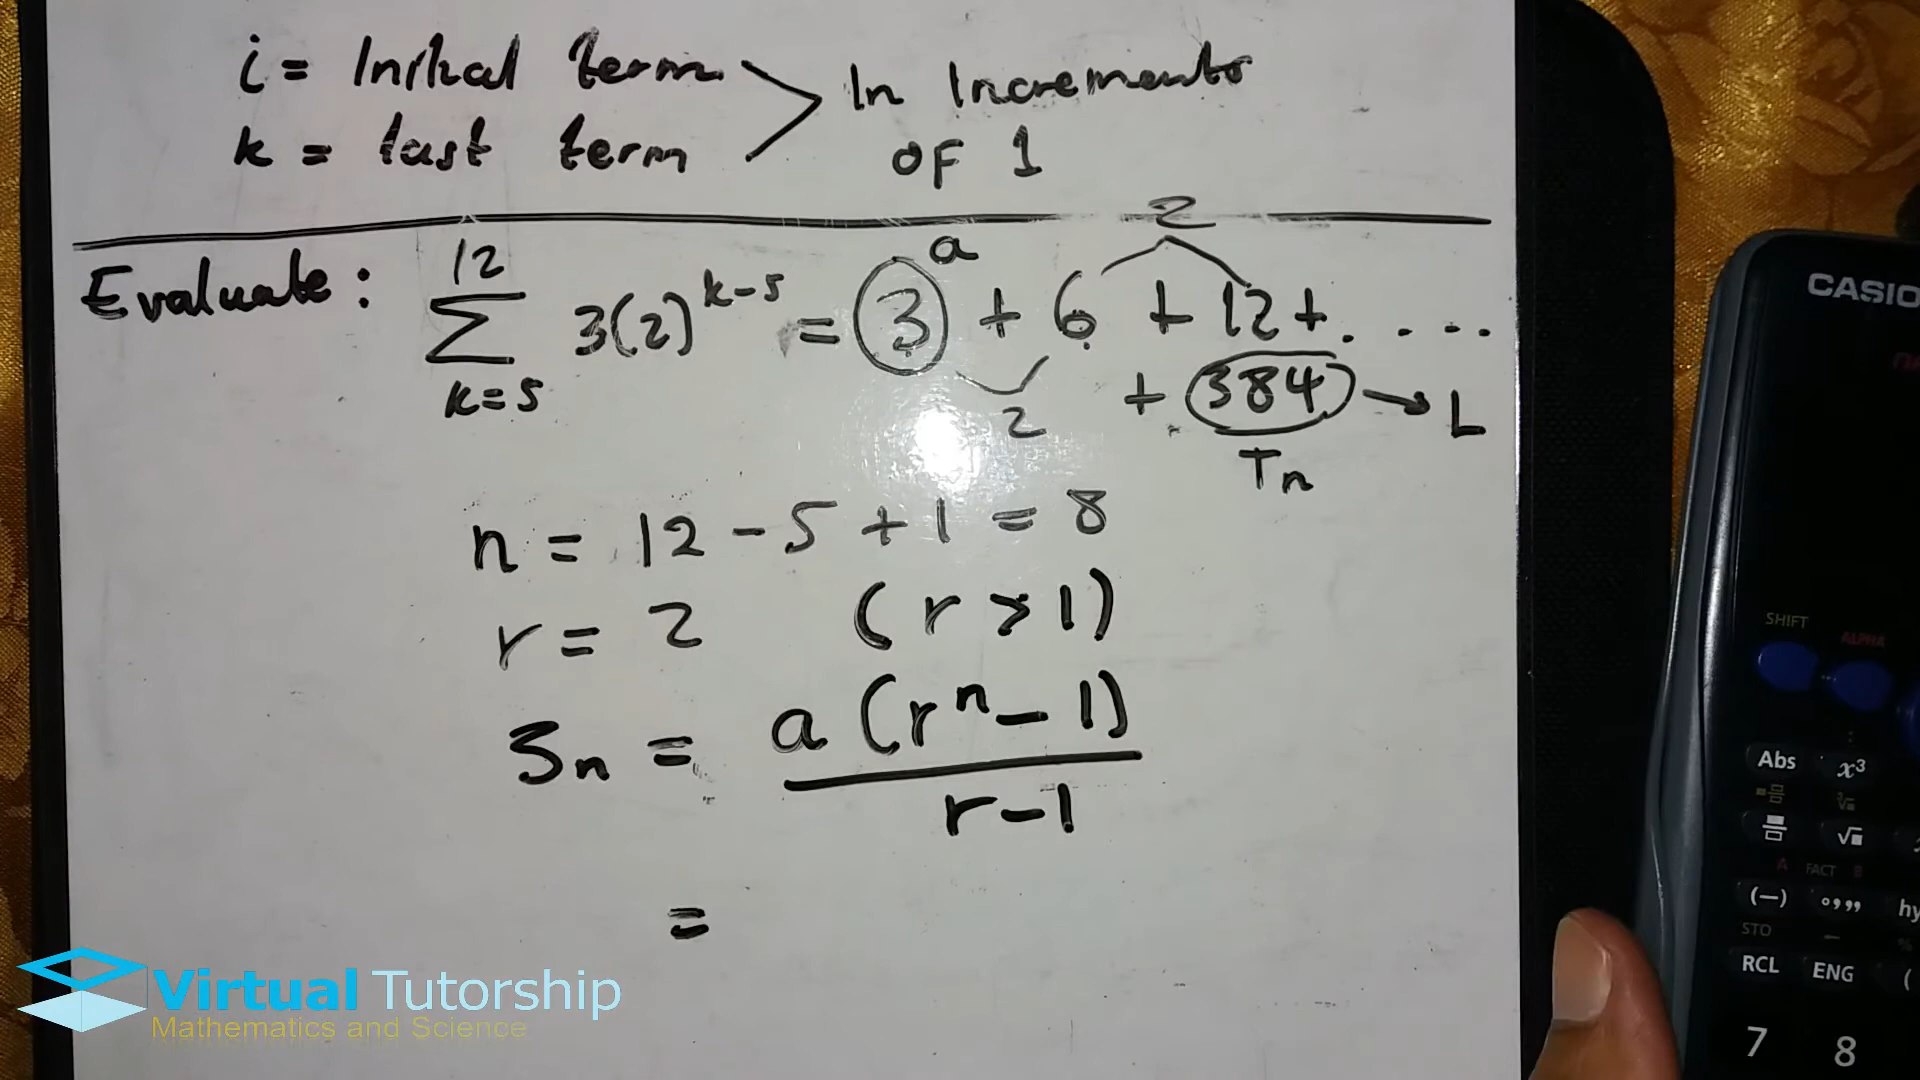 i = Initial term
k = last term
In Increments
OF 1
Evaluate: 12 Σ k=5 3(2)^k-5 = 3 + 6 + 12 + . . . .
a
2
2
+ 384 → L
Tn
n = 12 - 5 + 1 = 8
r = 2 (r > 1)
Sn = a(r^n - 1)
r - 1
=
CASIO
SHIFT ALPHA
Abs x³
√
A FACT B
(−) °,,, hy
STO
RCL ENG (
7 8
Virtual Tutorship
Mathematics and Science